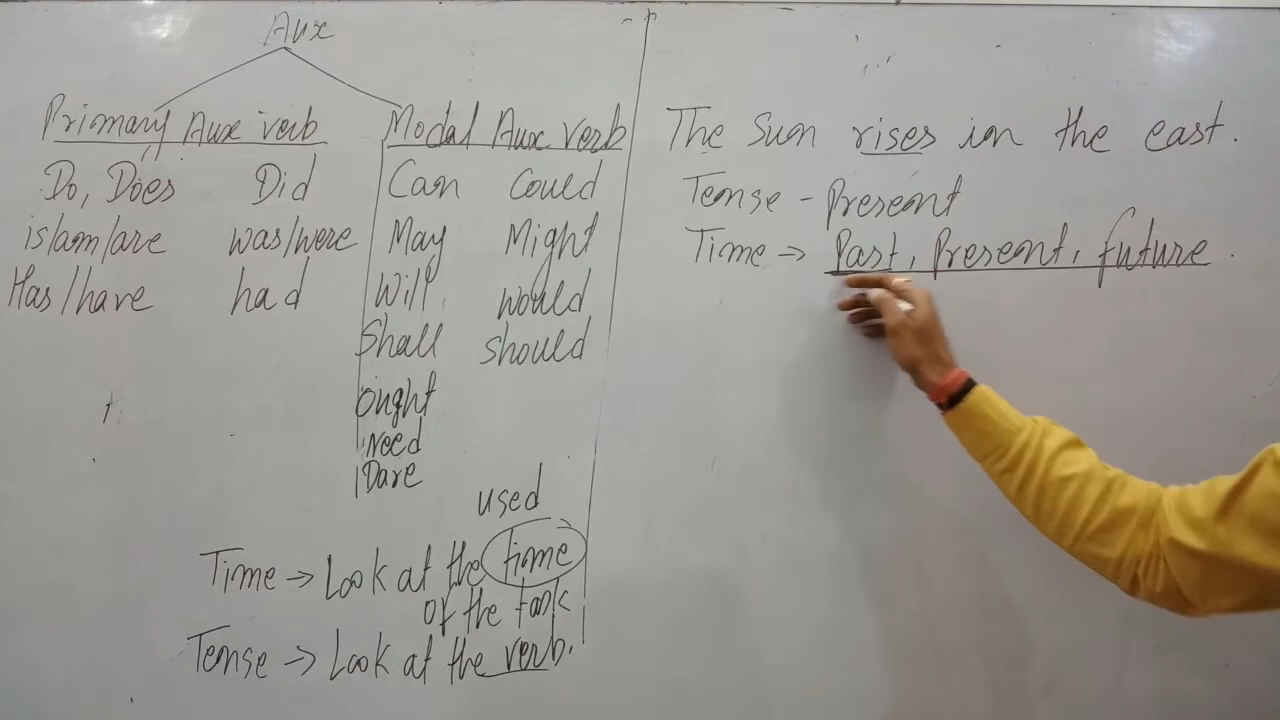 Aux
Primary Aux verb
Do, Does Did
is/am/are was/were
Has/have had
Modal Aux verb
Can Could
May Might
Will would
Shall should
ought
Need
Dare
used
Time → Look at the time
of the task
Tense → Look at the verb.
The Sun rises in the east.
Tense - Present
Time → Past, Present, future.